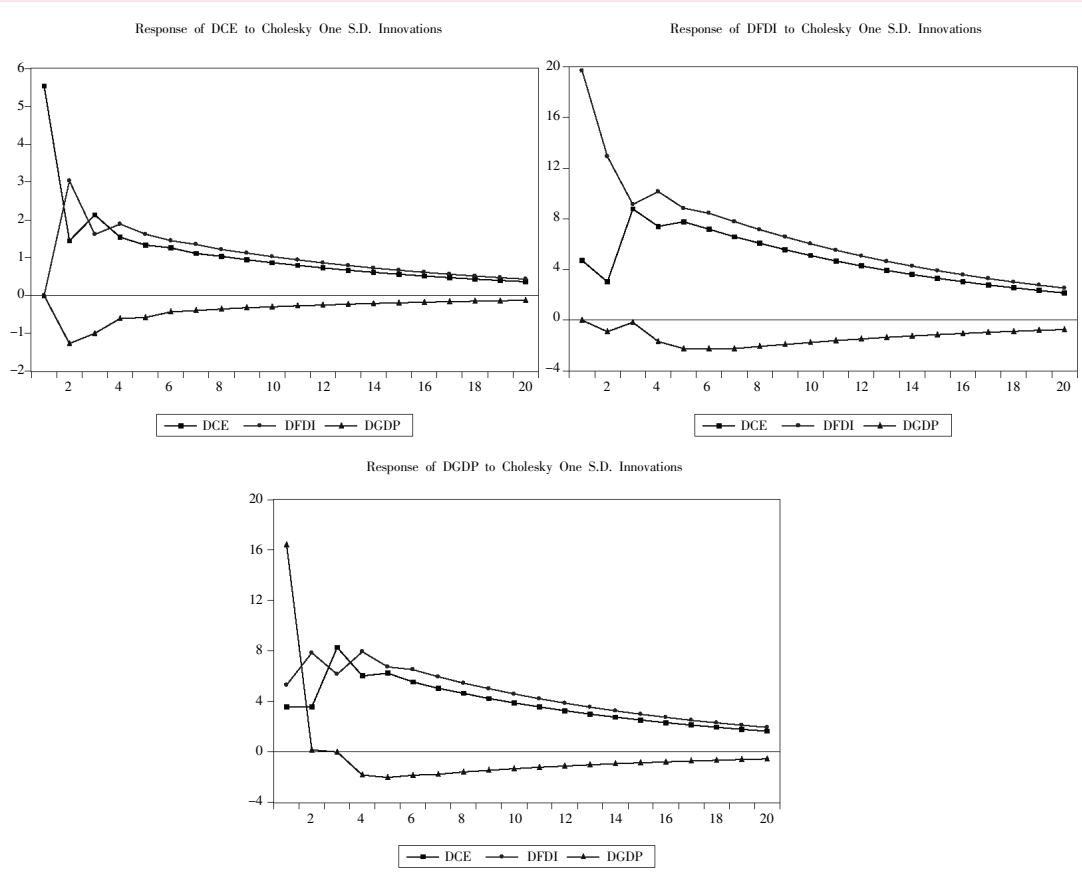 Response of DCE to Cholesky One S.D. Innovations
6
5
4
3
2
1
0
−1
−2
2 4 6 8 10 12 14 16 18 20
DCE DFDI DGDP
Response of DFDI to Cholesky One S.D. Innovations
20
16
12
8
4
0
−4
2 4 6 8 10 12 14 16 18 20
DCE DFDI DGDP
Response of DGDP to Cholesky One S.D. Innovations
20
16
12
8
4
0
−4
2 4 6 8 10 12 14 16 18 20
DCE DFDI DGDP